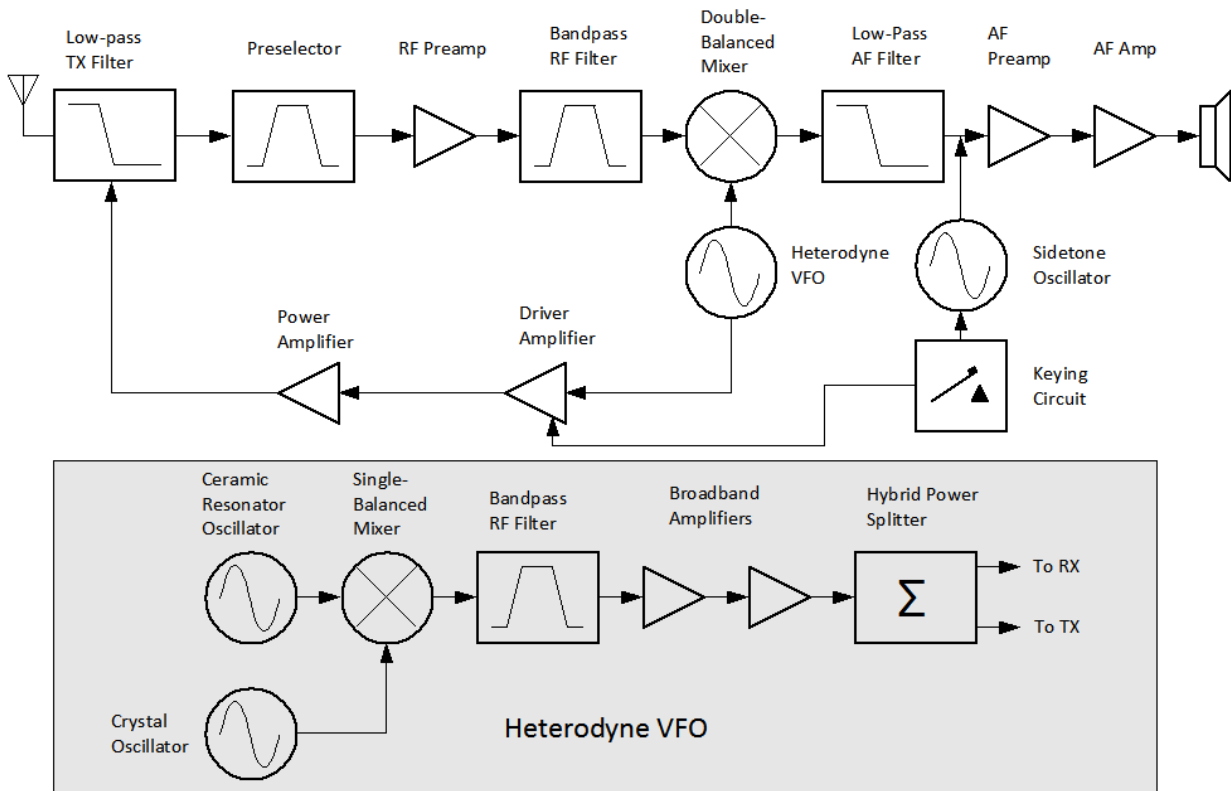 Low-pass
TX Filter
Preselector
RF Preamp
Bandpass
RF Filter
Double-
Balanced
Mixer
Low-Pass
AF Filter
AF
Preamp
AF Amp
Heterodyne
VFO
Sidetone
Oscillator
Power
Amplifier
Driver
Amplifier
Keying
Circuit
Ceramic
Resonator
Oscillator
Single-
Balanced
Mixer
Bandpass
RF Filter
Broadband
Amplifiers
Hybrid Power
Splitter
Σ
To RX
To TX
Crystal
Oscillator
Heterodyne VFO